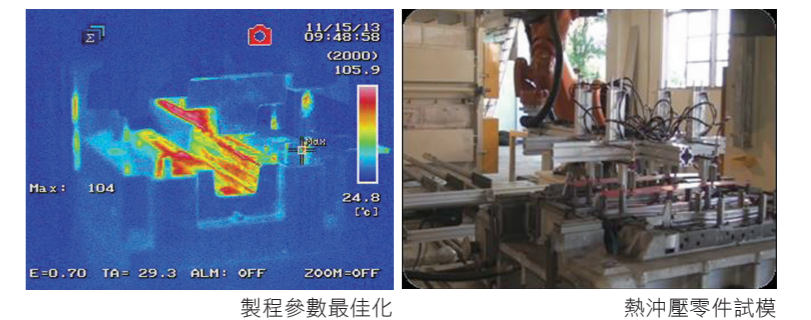 Σ
11/15/13
09:48:58
(2000)
105.9
Max
Max: 104
24.8
[℃]
E=0.70 TA= 29.3 ALM: OFF ZOOM=OFF
製程參數最佳化
熱沖壓零件試模